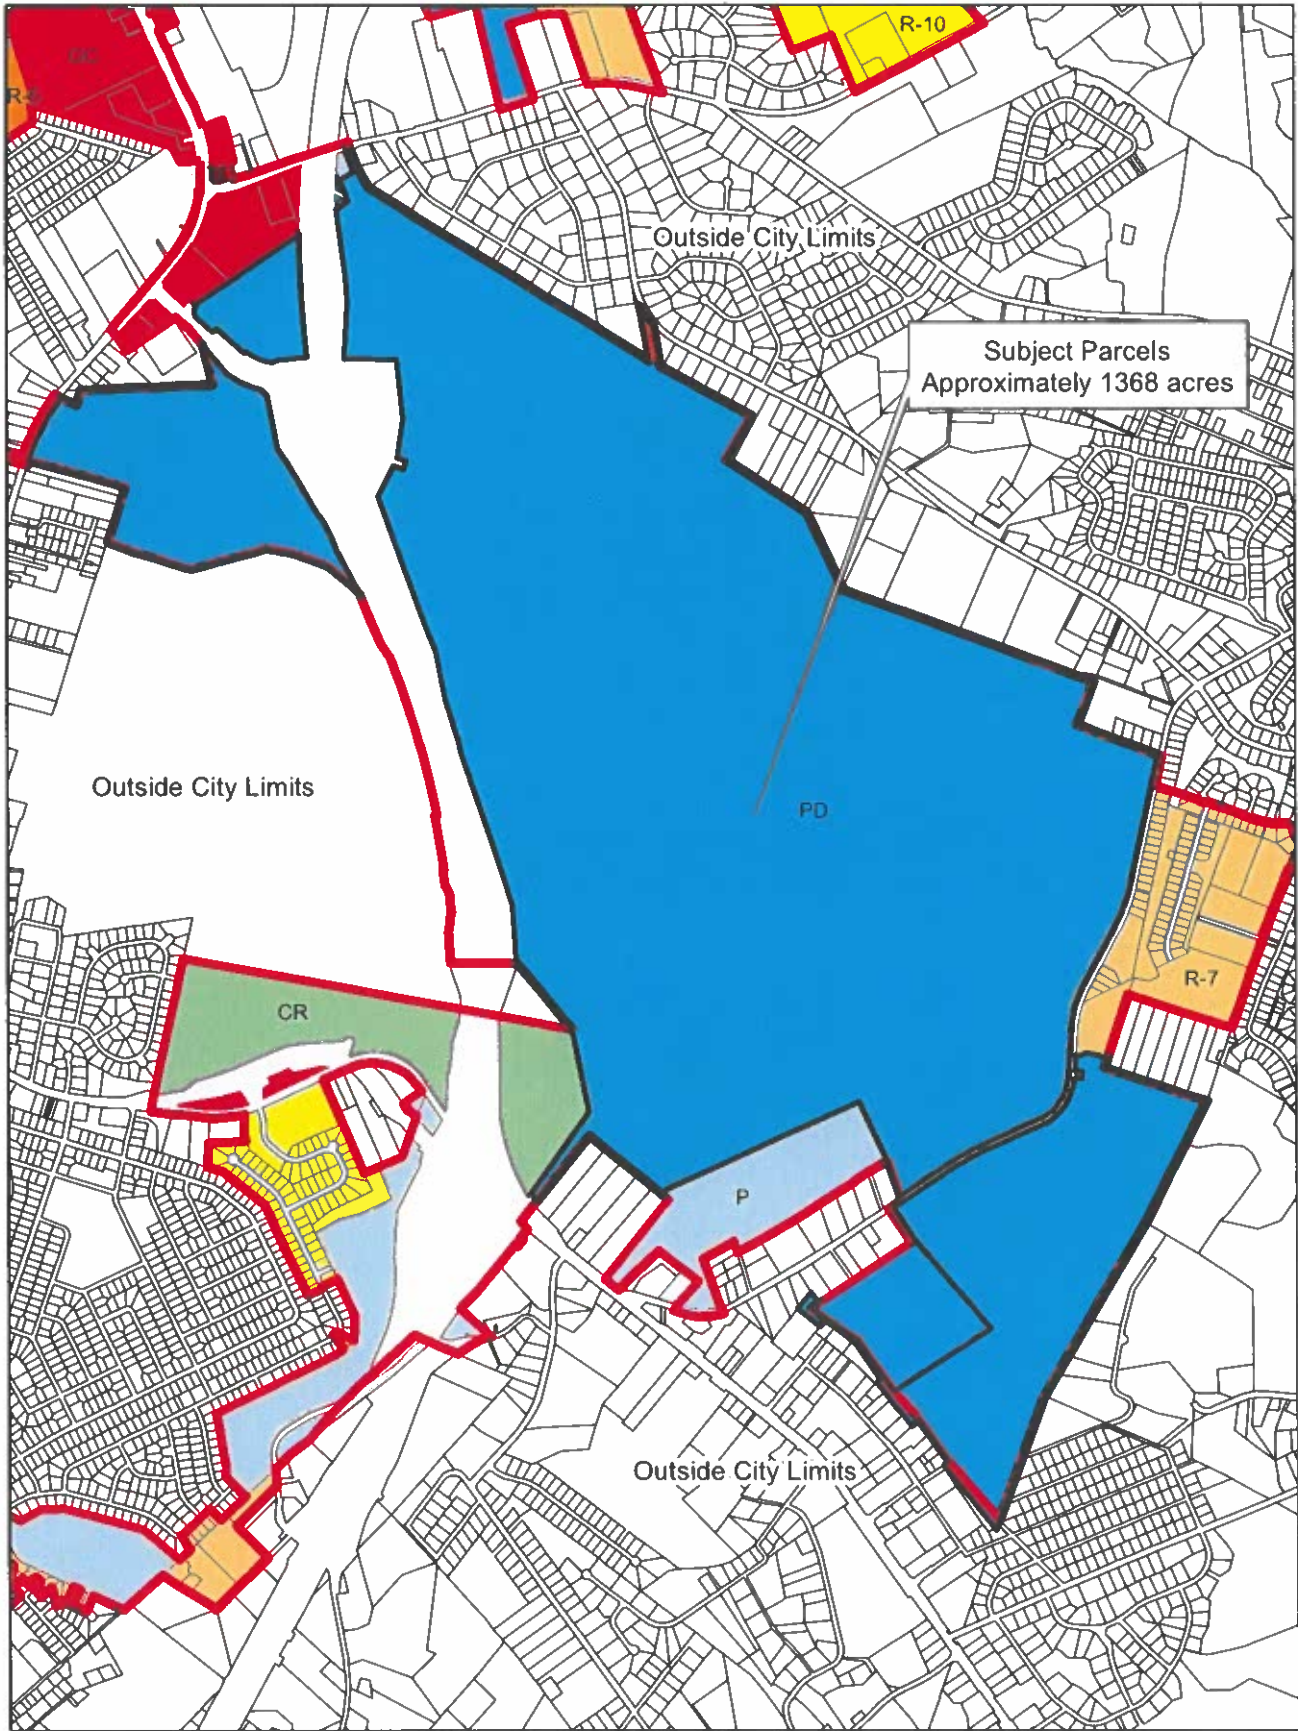 R-10
GC
Outside City Limits
Subject Parcels
Approximately 1368 acres
Outside City Limits
PD
R-7
CR
P
Outside City Limits